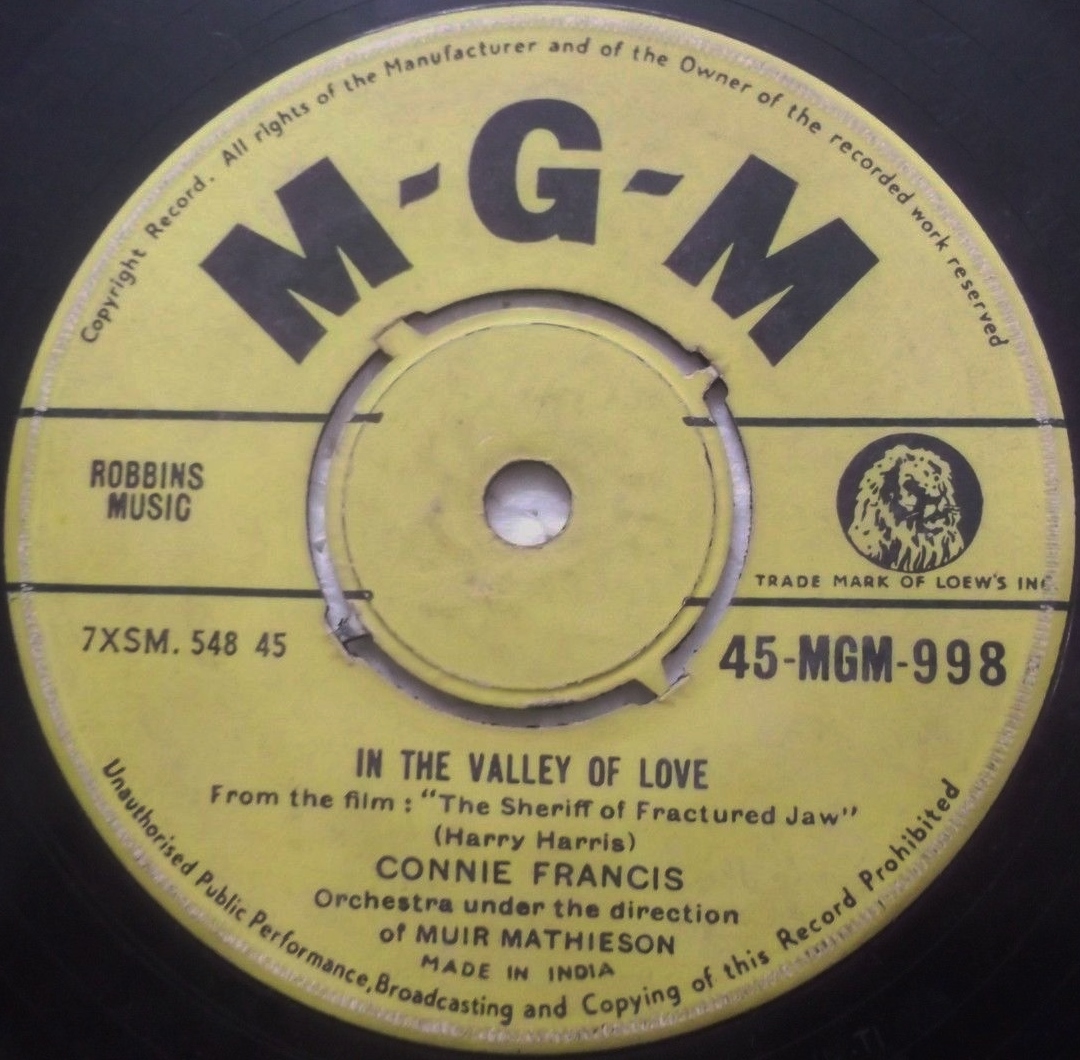 Copyright Record. All rights of the Manufacturer and of the Owner of the recorded work reserved
M-G-M
ROBBINS
MUSIC
TRADE MARK OF LOEW'S INC
7XSM. 548 45
45-MGM-998
IN THE VALLEY OF LOVE
From the film : "The Sheriff of Fractured Jaw"
(Harry Harris)
CONNIE FRANCIS
Orchestra under the direction
of MUIR MATHIESON
MADE IN INDIA
Unauthorised Public Performance, Broadcasting and Copying of this Record Prohibited